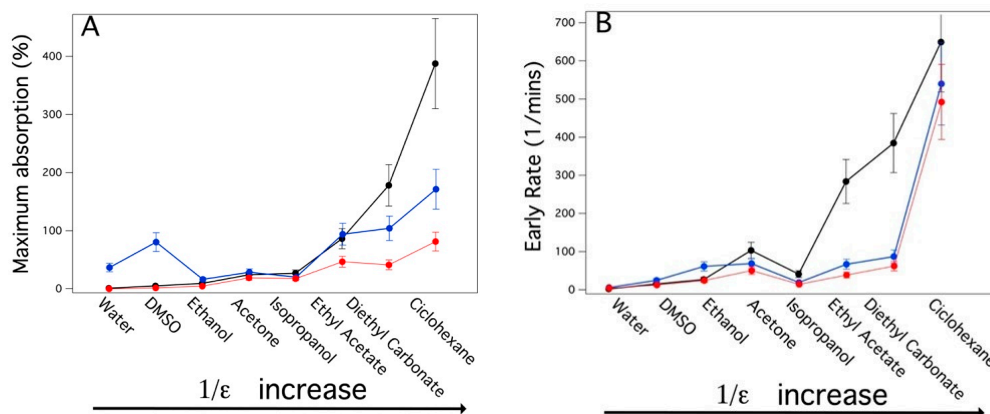 A
Maximum absorption (%)
400
300
200
100
0
Water
DMSO
Ethanol
Acetone
Isopropanol
Ethyl Acetate
Diethyl Carbonate
Ciclohexane
1/ε increase
B
Early Rate (1/mins)
700
600
500
400
300
200
100
0
Water
DMSO
Ethanol
Acetone
Isopropanol
Ethyl Acetate
Diethyl Carbonate
Ciclohexane
1/ε increase